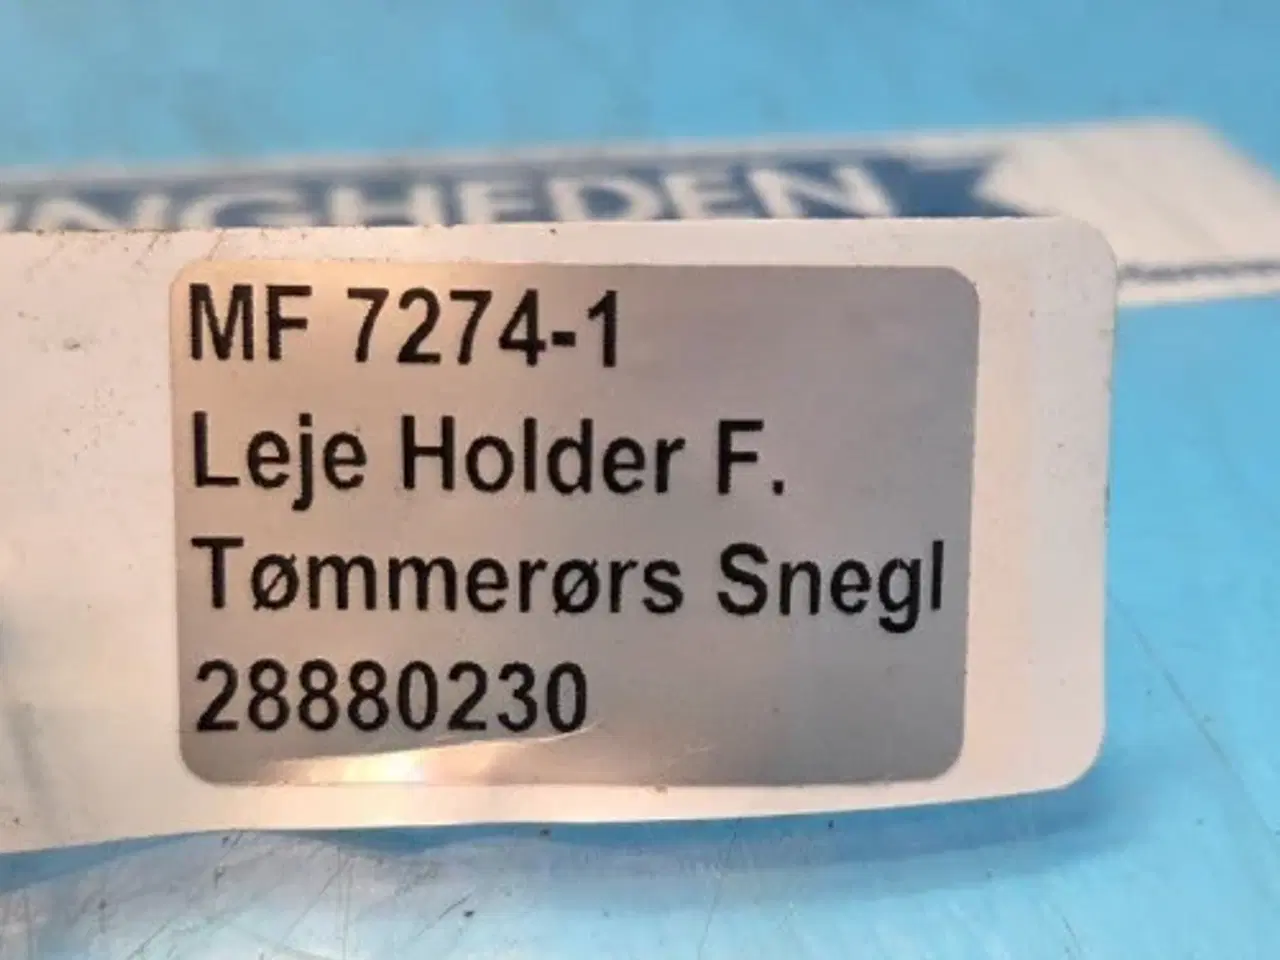 MF 7274-1
Leje Holder F.
Tømmerørs Snegl
28880230